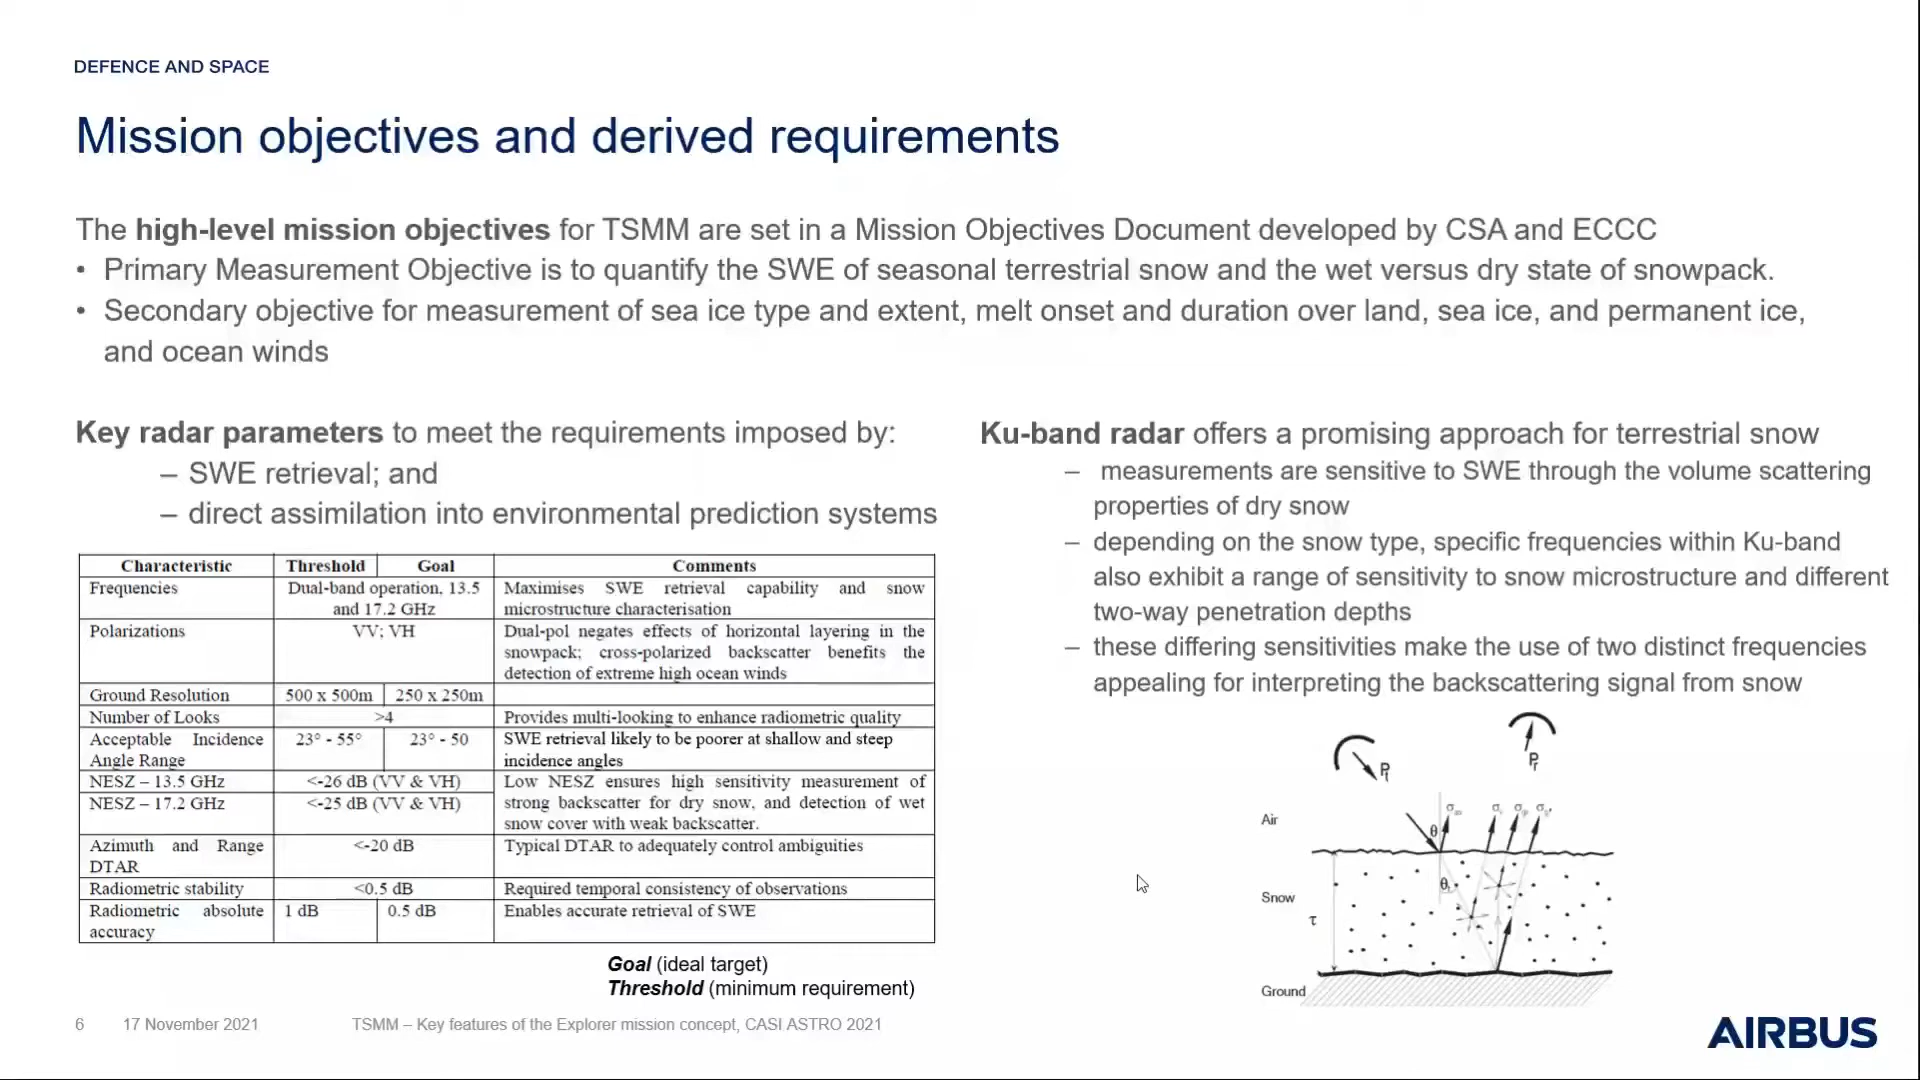 DEFENCE AND SPACE
Mission objectives and derived requirements
The high-level mission objectives for TSMM are set in a Mission Objectives Document developed by CSA and ECCC
• Primary Measurement Objective is to quantify the SWE of seasonal terrestrial snow and the wet versus dry state of snowpack.
• Secondary objective for measurement of sea ice type and extent, melt onset and duration over land, sea ice, and permanent ice,
and ocean winds
Key radar parameters to meet the requirements imposed by:
– SWE retrieval; and
– direct assimilation into environmental prediction systems
Characteristic Threshold Goal Comments
Frequencies Dual-band operation, 13.5 Maximises SWE retrieval capability and snow
and 17.2 GHz microstructure characterisation
Polarizations VV; VH Dual-pol negates effects of horizontal layering in the
snowpack; cross-polarized backscatter benefits the
detection of extreme high ocean winds
Ground Resolution 500 x 500m 250 x 250m
Number of Looks >4 Provides multi-looking to enhance radiometric quality
Acceptable Incidence 23° - 55° 23° - 50 SWE retrieval likely to be poorer at shallow and steep
Angle Range incidence angles
NESZ – 13.5 GHz <-26 dB (VV & VH) Low NESZ ensures high sensitivity measurement of
NESZ – 17.2 GHz <-25 dB (VV & VH) strong backscatter for dry snow, and detection of wet
snow cover with weak backscatter.
Azimuth and Range <-20 dB Typical DTAR to adequately control ambiguities
DTAR
Radiometric stability <0.5 dB Required temporal consistency of observations
Radiometric absolute 1 dB 0.5 dB Enables accurate retrieval of SWE
accuracy
Goal (ideal target)
Threshold (minimum requirement)
Ku-band radar offers a promising approach for terrestrial snow
– measurements are sensitive to SWE through the volume scattering
properties of dry snow
– depending on the snow type, specific frequencies within Ku-band
also exhibit a range of sensitivity to snow microstructure and different
two-way penetration depths
– these differing sensitivities make the use of two distinct frequencies
appealing for interpreting the backscattering signal from snow
Air
θ
Snow
τ
Ground
6 17 November 2021 TSMM – Key features of the Explorer mission concept, CASI ASTRO 2021
AIRBUS